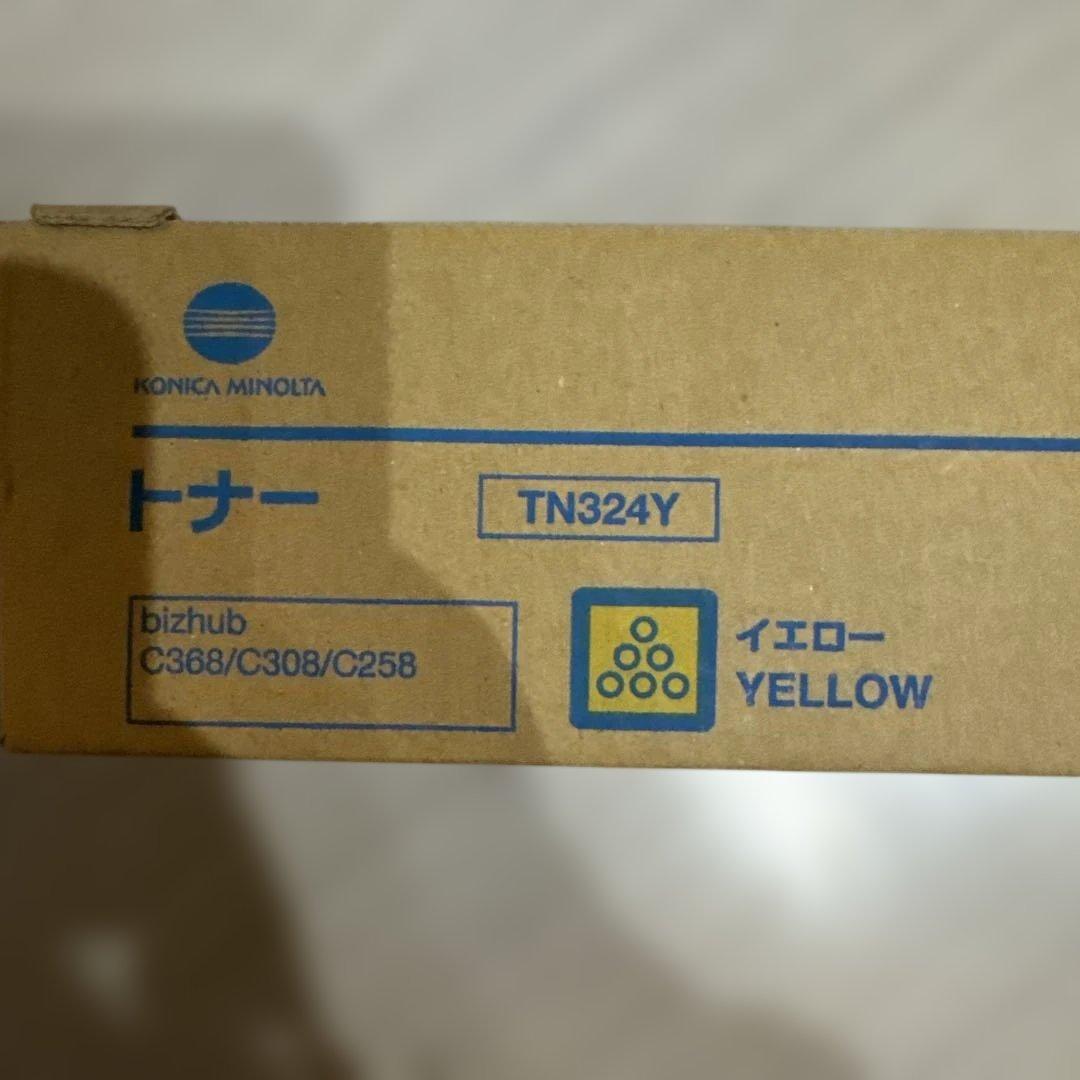 KONICA MINOLTA
トナー
TN324Y
bizhub
C368/C308/C258
イエロー
YELLOW